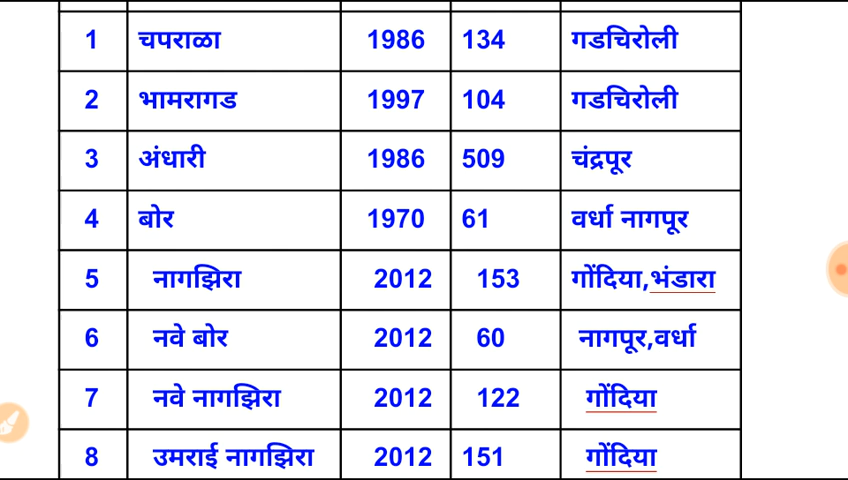 1 चपराळा 1986 134 गडचिरोली
2 भामरागड 1997 104 गडचिरोली
3 अंधारी 1986 509 चंद्रपूर
4 बोर 1970 61 वर्धा नागपूर
5 नागझिरा 2012 153 गोंदिया,भंडारा
6 नवे बोर 2012 60 नागपूर,वर्धा
7 नवे नागझिरा 2012 122 गोंदिया
8 उमराई नागझिरा 2012 151 गोंदिया